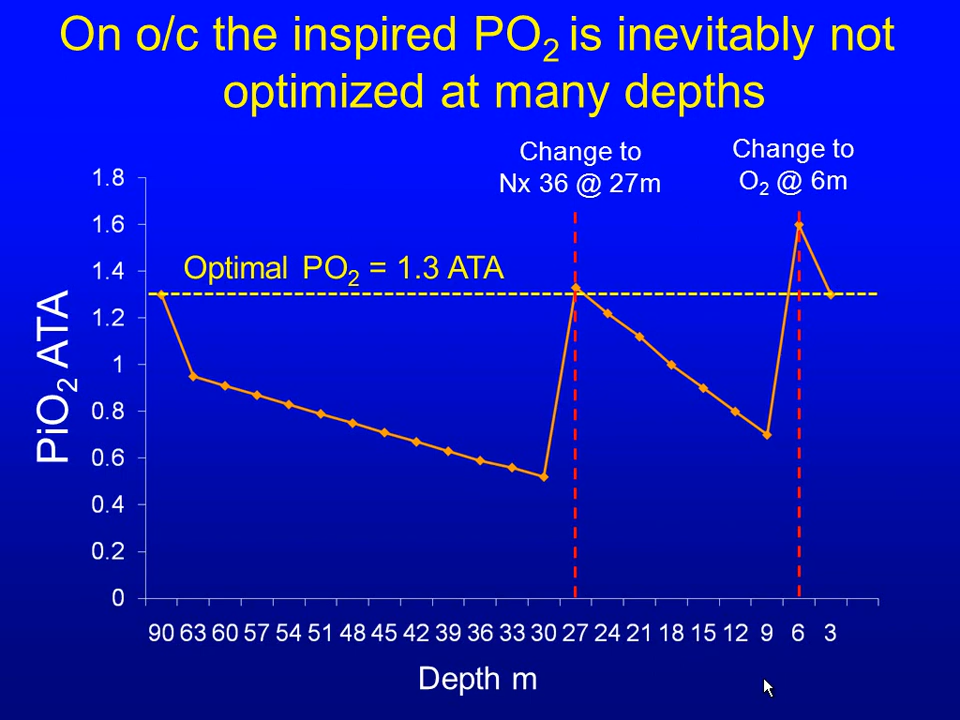 On o/c the inspired PO₂ is inevitably not
optimized at many depths
Change to
Nx 36 @ 27m
Change to
O₂ @ 6m
Optimal PO₂ = 1.3 ATA
PiO₂ ATA
1.8
1.6
1.4
1.2
1
0.8
0.6
0.4
0.2
0
90 63 60 57 54 51 48 45 42 39 36 33 30 27 24 21 18 15 12 9 6 3
Depth m